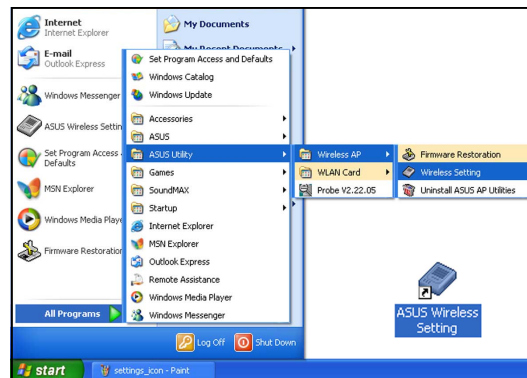 Internet
Internet Explorer
E-mail
Outlook Express
Windows Messenger
ASUS Wireless Settin
Set Program Access
Defaults
MSN Explorer
Windows Media Playe
Firmware Restoration
All Programs
My Documents
My Recent Documents
Set Program Access and Defaults
Windows Catalog
Windows Update
Accessories
ASUS
ASUS Utility
Games
SoundMAX
Startup
Internet Explorer
MSN Explorer
Outlook Express
Remote Assistance
Windows Media Player
Windows Messenger
Wireless AP
WLAN Card
Probe V2.22.05
Firmware Restoration
Wireless Setting
Uninstall ASUS AP Utilities
ASUS Wireless
Setting
Log Off
Shut Down
start
settings_icon - Paint